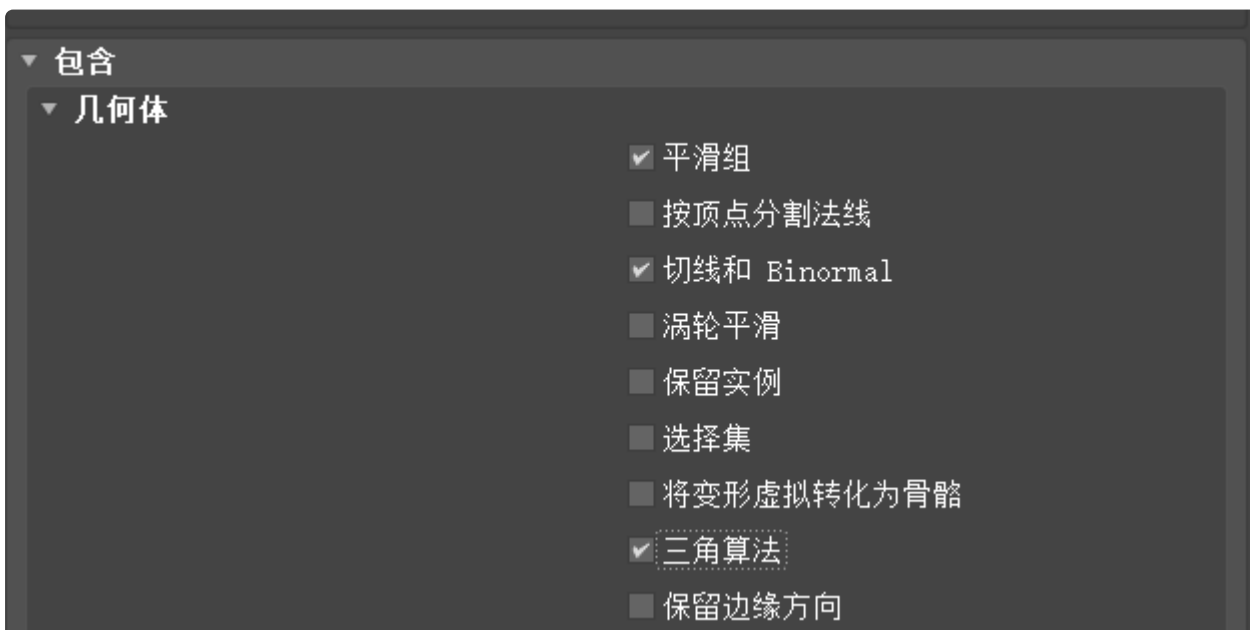 包含
几何体
平滑组
按顶点分割法线
切线和 Binormal
涡轮平滑
保留实例
选择集
将变形虚拟转化为骨骼
三角算法
保留边缘方向